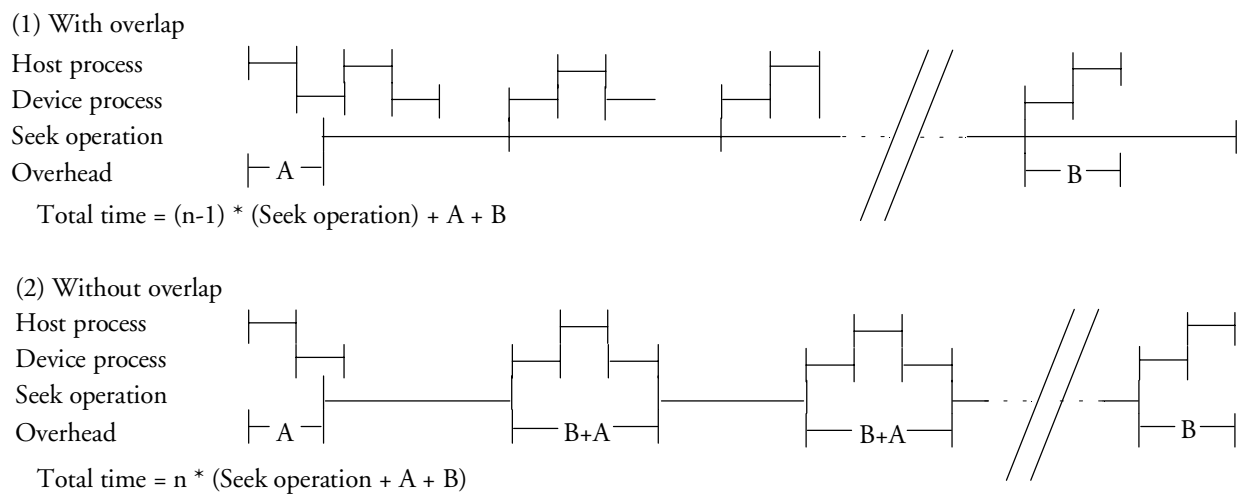 (1) With overlap
Host process
Device process
Seek operation
Overhead
A
B
Total time = (n-1) * (Seek operation) + A + B
(2) Without overlap
Host process
Device process
Seek operation
Overhead
A
B+A
B+A
B
Total time = n * (Seek operation + A + B)